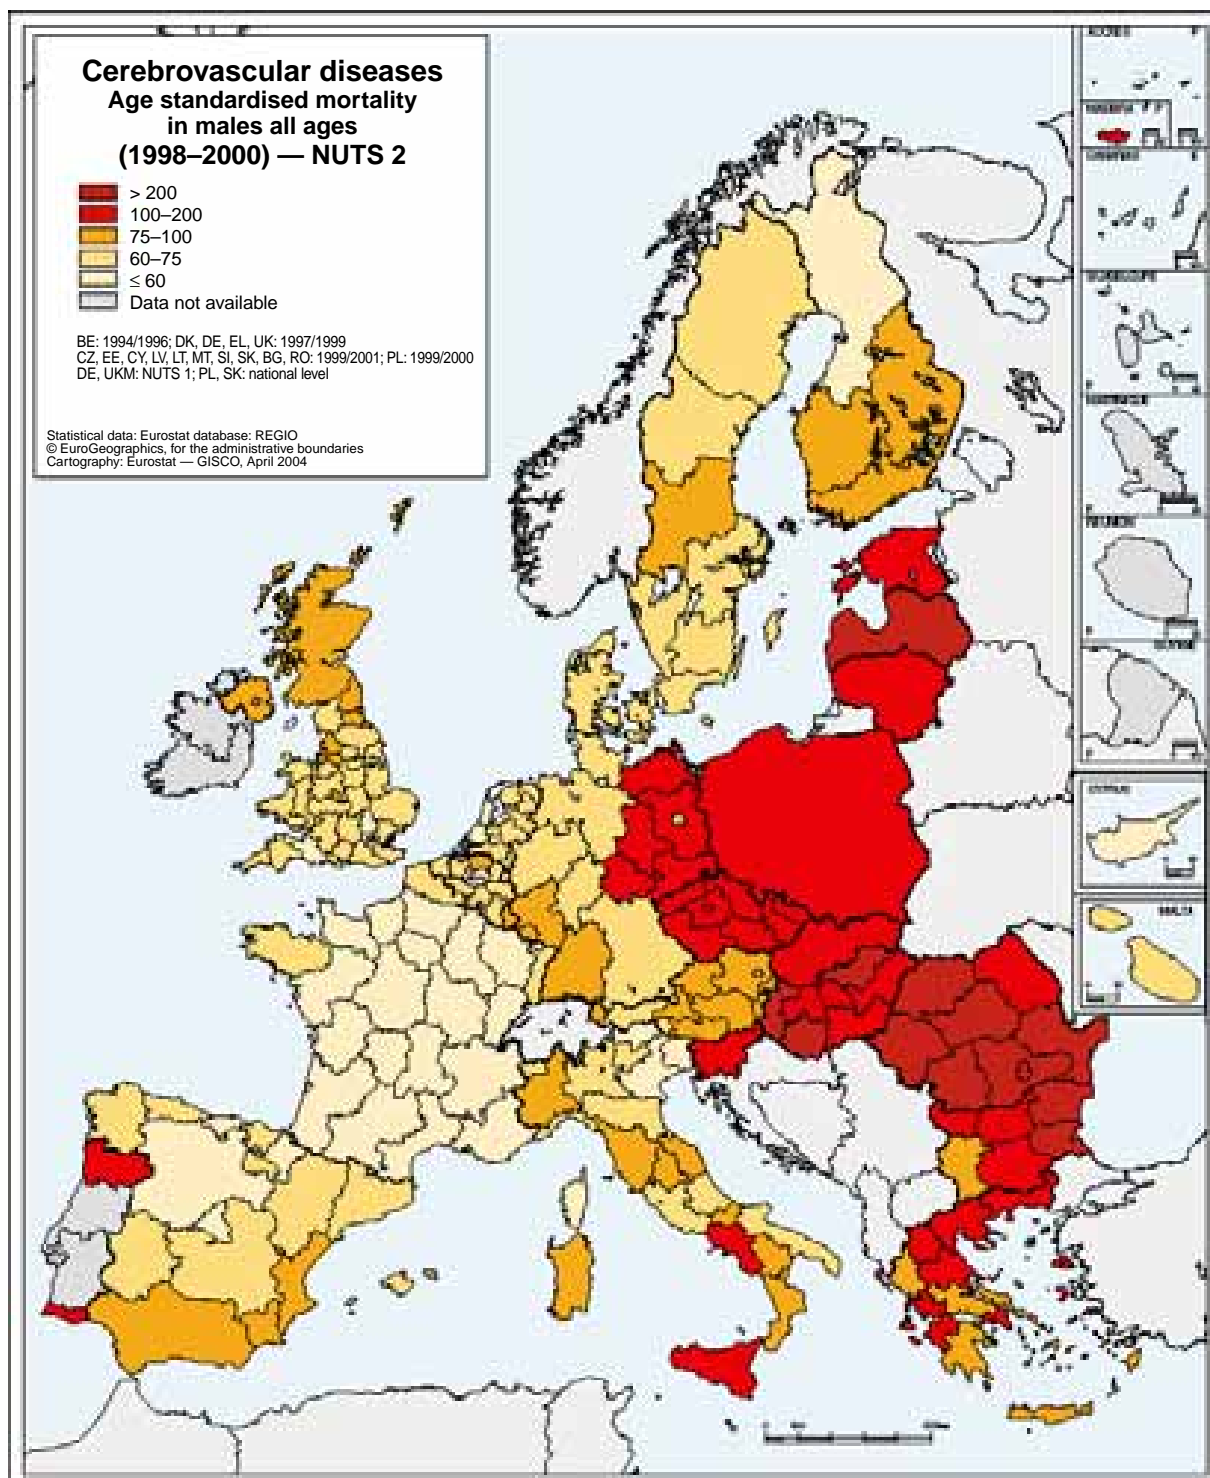 Cerebrovascular diseases
Age standardised mortality
in males all ages
(1998–2000) — NUTS 2
> 200
100–200
75–100
60–75
≤ 60
Data not available
BE: 1994/1996; DK, DE, EL, UK: 1997/1999
CZ, EE, CY, LV, LT, MT, SI, SK, BG, RO: 1999/2001; PL: 1999/2000
DE, UKM: NUTS 1; PL, SK: national level
Statistical data: Eurostat database: REGIO
© EuroGeographics, for the administrative boundaries
Cartography: Eurostat — GISCO, April 2004
MALTA